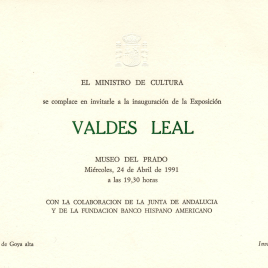 EL MINISTRO DE CULTURA
se complace en invitarle a la inauguración de la Exposición
VALDES LEAL
MUSEO DEL PRADO
Miércoles, 24 de Abril de 1991
a las 19,30 horas
CON LA COLABORACION DE LA JUNTA DE ANDALUCIA
Y DE LA FUNDACION BANCO HISPANO AMERICANO
de Goya alta